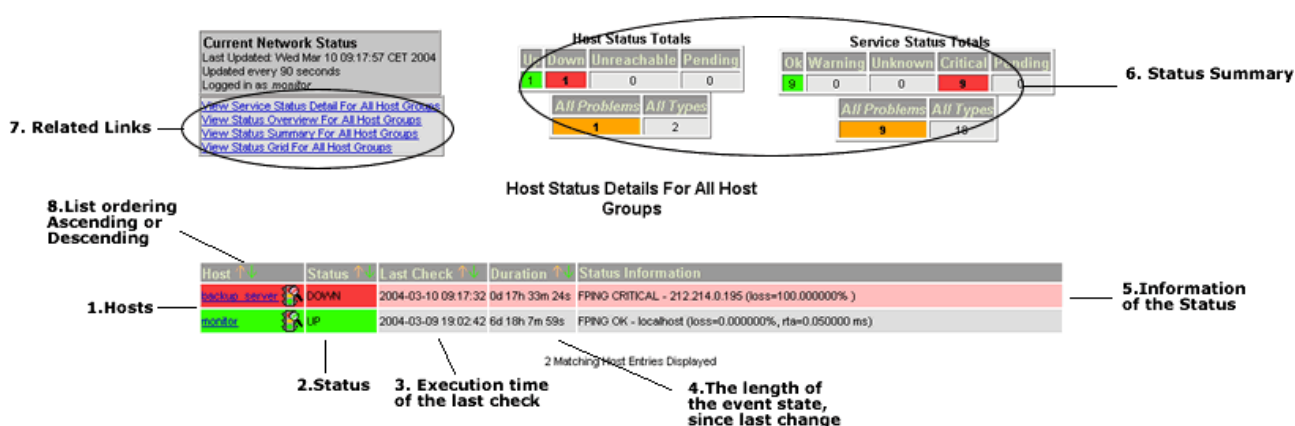 Current Network Status
Last Updated: Wed Mar 10 09:17:57 CET 2004
Updated every 90 seconds
Logged in as monitor
View Service Status Detail For All Host Groups
View Status Overview For All Host Groups
View Status Summary For All Host Groups
View Status Grid For All Host Groups
7. Related Links
Host Status Totals
Up Down Unreachable Pending
1 1 0 0
All Problems All Types
1 2
Service Status Totals
Ok Warning Unknown Critical Pending
9 0 0 9 0
All Problems All Types
9 18
6. Status Summary
Host Status Details For All Host
Groups
8.List ordering
Ascending or
Descending
Host Status Last Check Duration Status Information
backup_server DOWN 2004-03-10 09:17:32 0d 17h 33m 24s FPING CRITICAL - 212.214.0.195 (loss=100.000000% )
monitor UP 2004-03-09 19:02:42 6d 18h 7m 59s FPING OK - localhost (loss=0.000000%, rta=0.050000 ms)
1.Hosts
5.Information
of the Status
2 Matching Host Entries Displayed
2.Status
3. Execution time
of the last check
4.The length of
the event state,
since last change